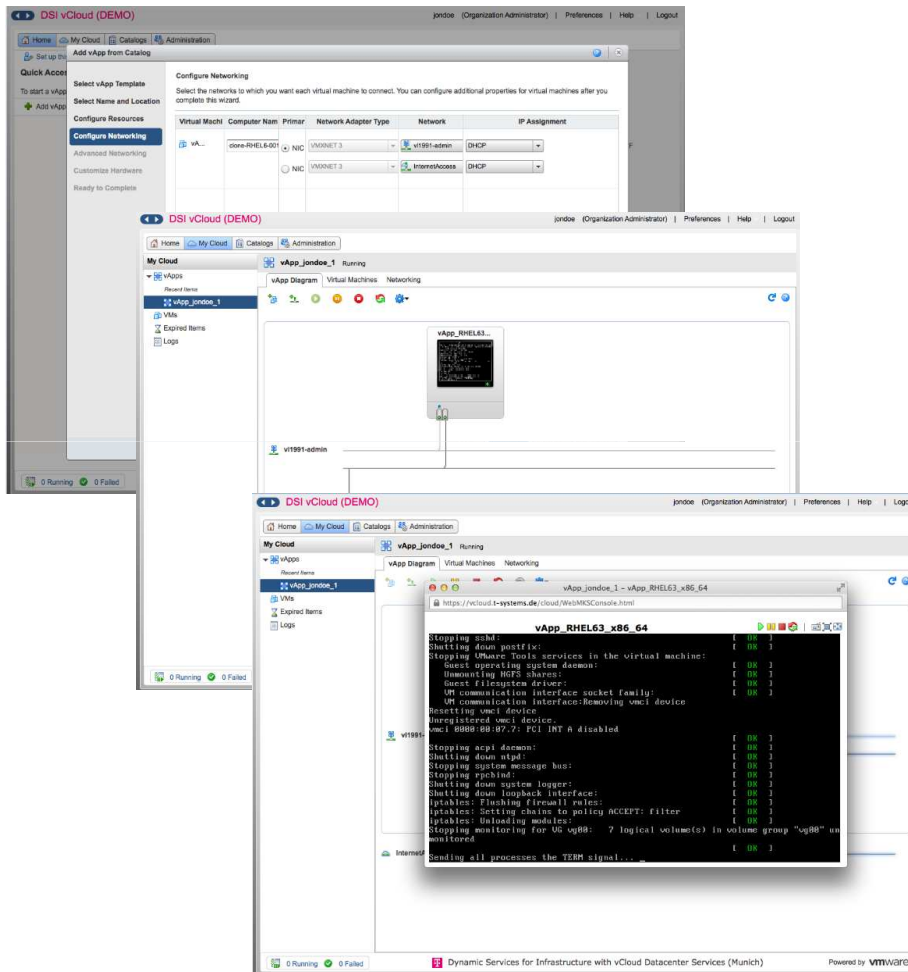 DSI vCloud (DEMO)
jondoe (Organization Administrator) | Preferences | Help | Logout
Home My Cloud Catalogs Administration
Set up this
Quick Acces
To start a vApp
Add vApp
Add vApp from Catalog
Select vApp Template
Select Name and Location
Configure Resources
Configure Networking
Advanced Networking
Customize Hardware
Ready to Complete
Configure Networking
Select the networks to which you want each virtual machine to connect. You can configure additional properties for virtual machines after you
complete this wizard.
Virtual Machi Computer Nam Primar Network Adapter Type Network IP Assignment
vA... clone-RHEL6-001 NIC VMXNET 3 vl1991-admin DHCP
NIC VMXNET 3 InternetAccess DHCP
0 Running 0 Failed
DSI vCloud (DEMO)
jondoe (Organization Administrator) | Preferences | Help | Logout
Home My Cloud Catalogs Administration
My Cloud
vApps
Recent Items
vApp_jondoe_1
VMs
Expired Items
Logs
vApp_jondoe_1 Running
vApp Diagram Virtual Machines Networking
vApp_RHEL63...
vl1991-admin
0 Running 0 Failed
DSI vCloud (DEMO)
jondoe (Organization Administrator) | Preferences | Help | Logo
Home My Cloud Catalogs Administration
My Cloud
vApps
Recent Items
vApp_jondoe_1
VMs
Expired Items
Logs
vApp_jondoe_1 Running
vApp Diagram Virtual Machines Networking
vl1991-
InternetA
vApp_jondoe_1 – vApp_RHEL63_x86_64
https://vcloud.t-systems.de/cloud/WebMKSConsole.html
vApp_RHEL63_x86_64
Stopping sshd: [ OK ]
Shutting down postfix: [ OK ]
Stopping VMware Tools services in the virtual machine:
Guest operating system daemon: [ OK ]
Unmounting HGFS shares: [ OK ]
Guest filesystem driver: [ OK ]
VM communication interface socket family: [ OK ]
VM communication interface:Removing vmci device
Resetting vmci device
Unregistered vmci device.
vmci 0000:00:07.7: PCI INT A disabled
[ OK ]
Stopping acpi daemon: [ OK ]
Shutting down ntpd: [ OK ]
Stopping system message bus: [ OK ]
Stopping rpcbind: [ OK ]
Shutting down system logger: [ OK ]
Shutting down loopback interface: [ OK ]
iptables: Flushing firewall rules: [ OK ]
iptables: Setting chains to policy ACCEPT: filter [ OK ]
iptables: Unloading modules: [ OK ]
Stopping monitoring for VG vg00: 7 logical volume(s) in volume group "vg00" un
monitored
[ OK ]
Sending all processes the TERM signal... _
0 Running 0 Failed
Dynamic Services for Infrastructure with vCloud Datacenter Services (Munich)
Powered by vmware